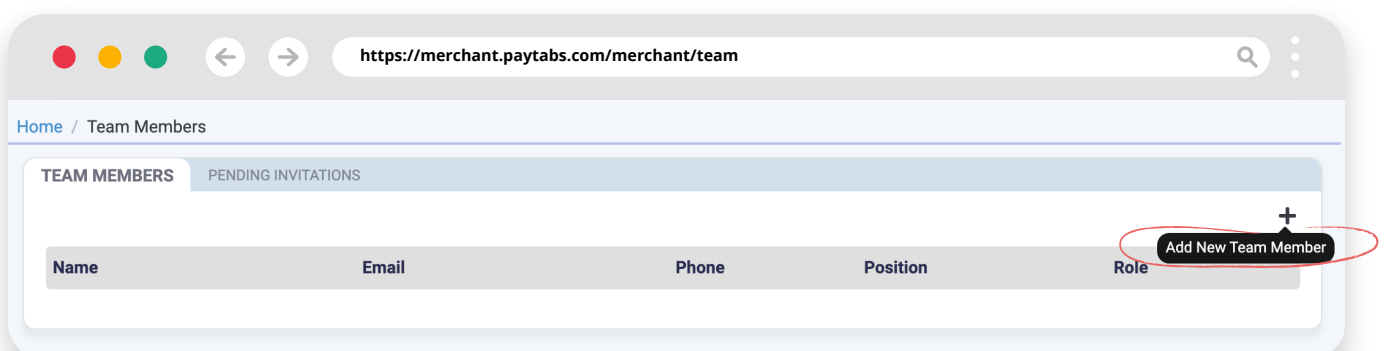 https://merchant.paytabs.com/merchant/team
Home / Team Members
TEAM MEMBERS PENDING INVITATIONS
+
Add New Team Member
Name Email Phone Position Role